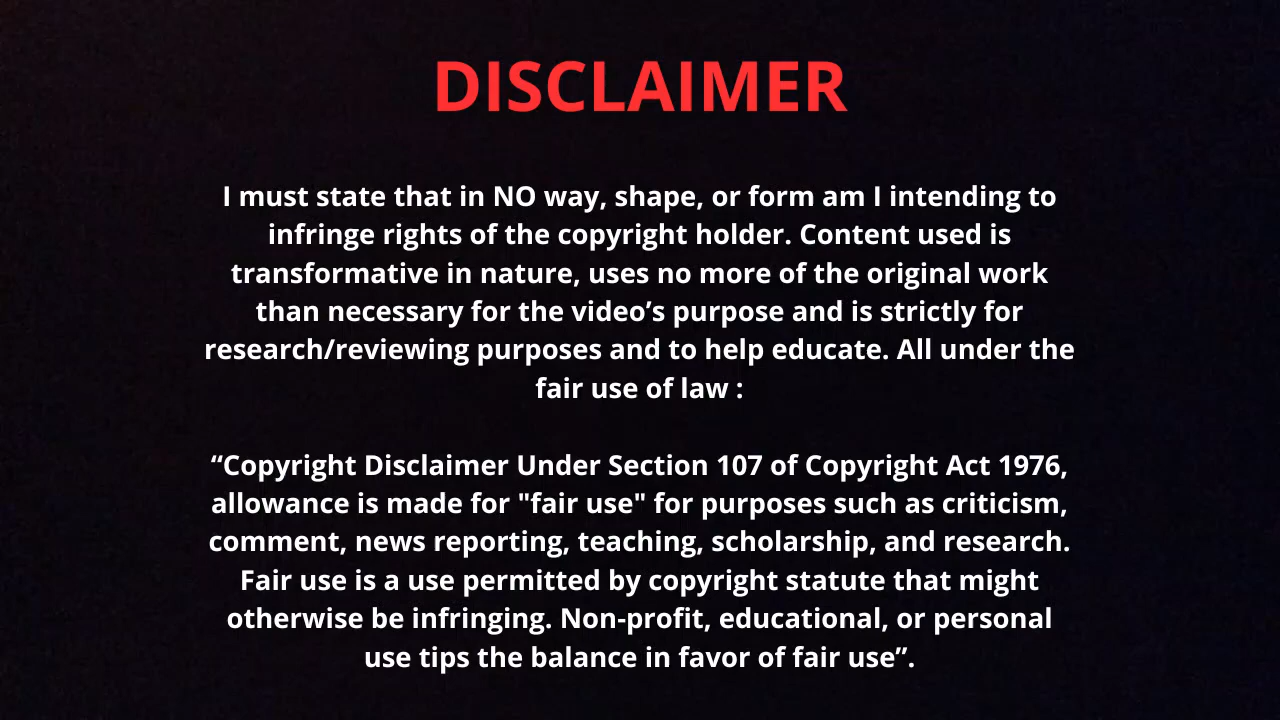 DISCLAIMER
I must state that in NO way, shape, or form am I intending to
infringe rights of the copyright holder. Content used is
transformative in nature, uses no more of the original work
than necessary for the video’s purpose and is strictly for
research/reviewing purposes and to help educate. All under the
fair use of law :
“Copyright Disclaimer Under Section 107 of Copyright Act 1976,
allowance is made for "fair use" for purposes such as criticism,
comment, news reporting, teaching, scholarship, and research.
Fair use is a use permitted by copyright statute that might
otherwise be infringing. Non-profit, educational, or personal
use tips the balance in favor of fair use”.